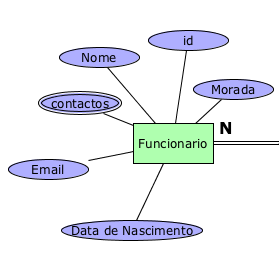 id
Nome
Morada
contactos
N
Funcionario
Email
Data de Nascimento